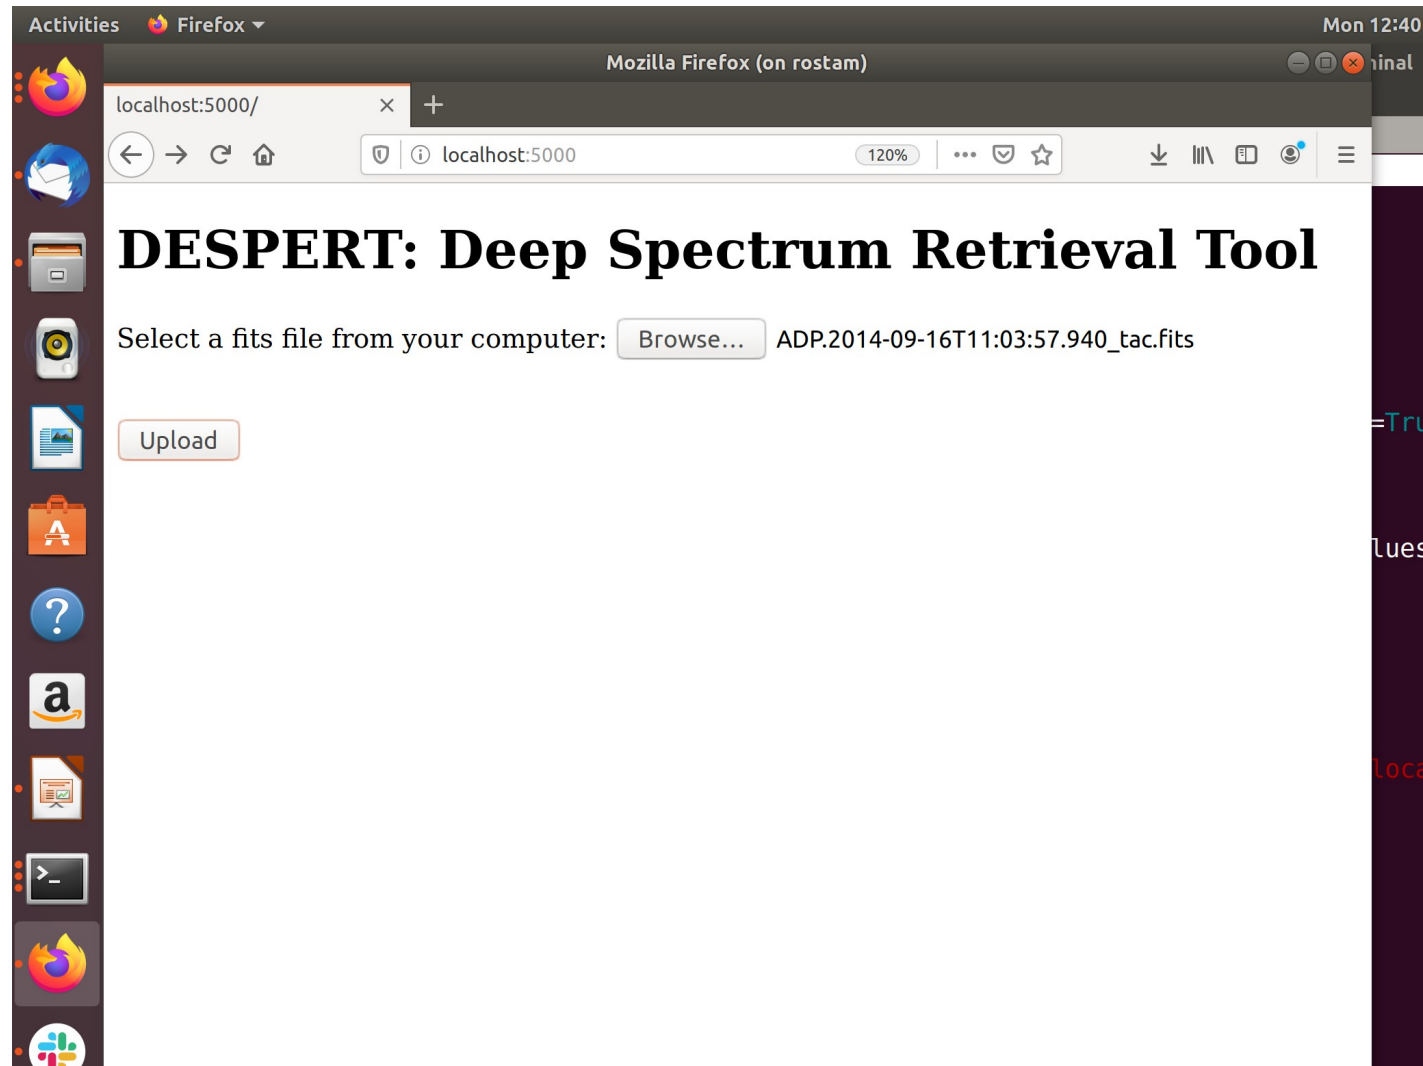 Activities Firefox Mon 12:40
Mozilla Firefox (on rostam)
localhost:5000/
localhost:5000 120%
DESPERT: Deep Spectrum Retrieval Tool
Select a fits file from your computer: Browse... ADP.2014-09-16T11:03:57.940_tac.fits
Upload